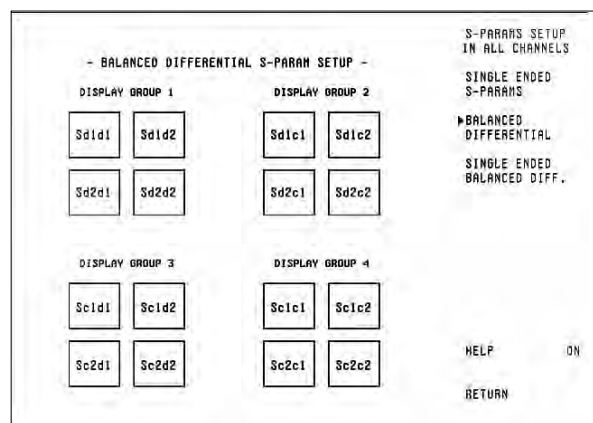 - BALANCED DIFFERENTIAL S-PARAM SETUP -
DISPLAY GROUP 1
Sd1d1 Sd1d2
Sd2d1 Sd2d2
DISPLAY GROUP 2
Sd1c1 Sd1c2
Sd2c1 Sd2c2
DISPLAY GROUP 3
Sc1d1 Sc1d2
Sc2d1 Sc2d2
DISPLAY GROUP 4
Sc1c1 Sc1c2
Sc2c1 Sc2c2
S-PARAMS SETUP
IN ALL CHANNELS
SINGLE ENDED
S-PARAMS
▶BALANCED
DIFFERENTIAL
SINGLE ENDED
BALANCED DIFF.
HELP ON
RETURN